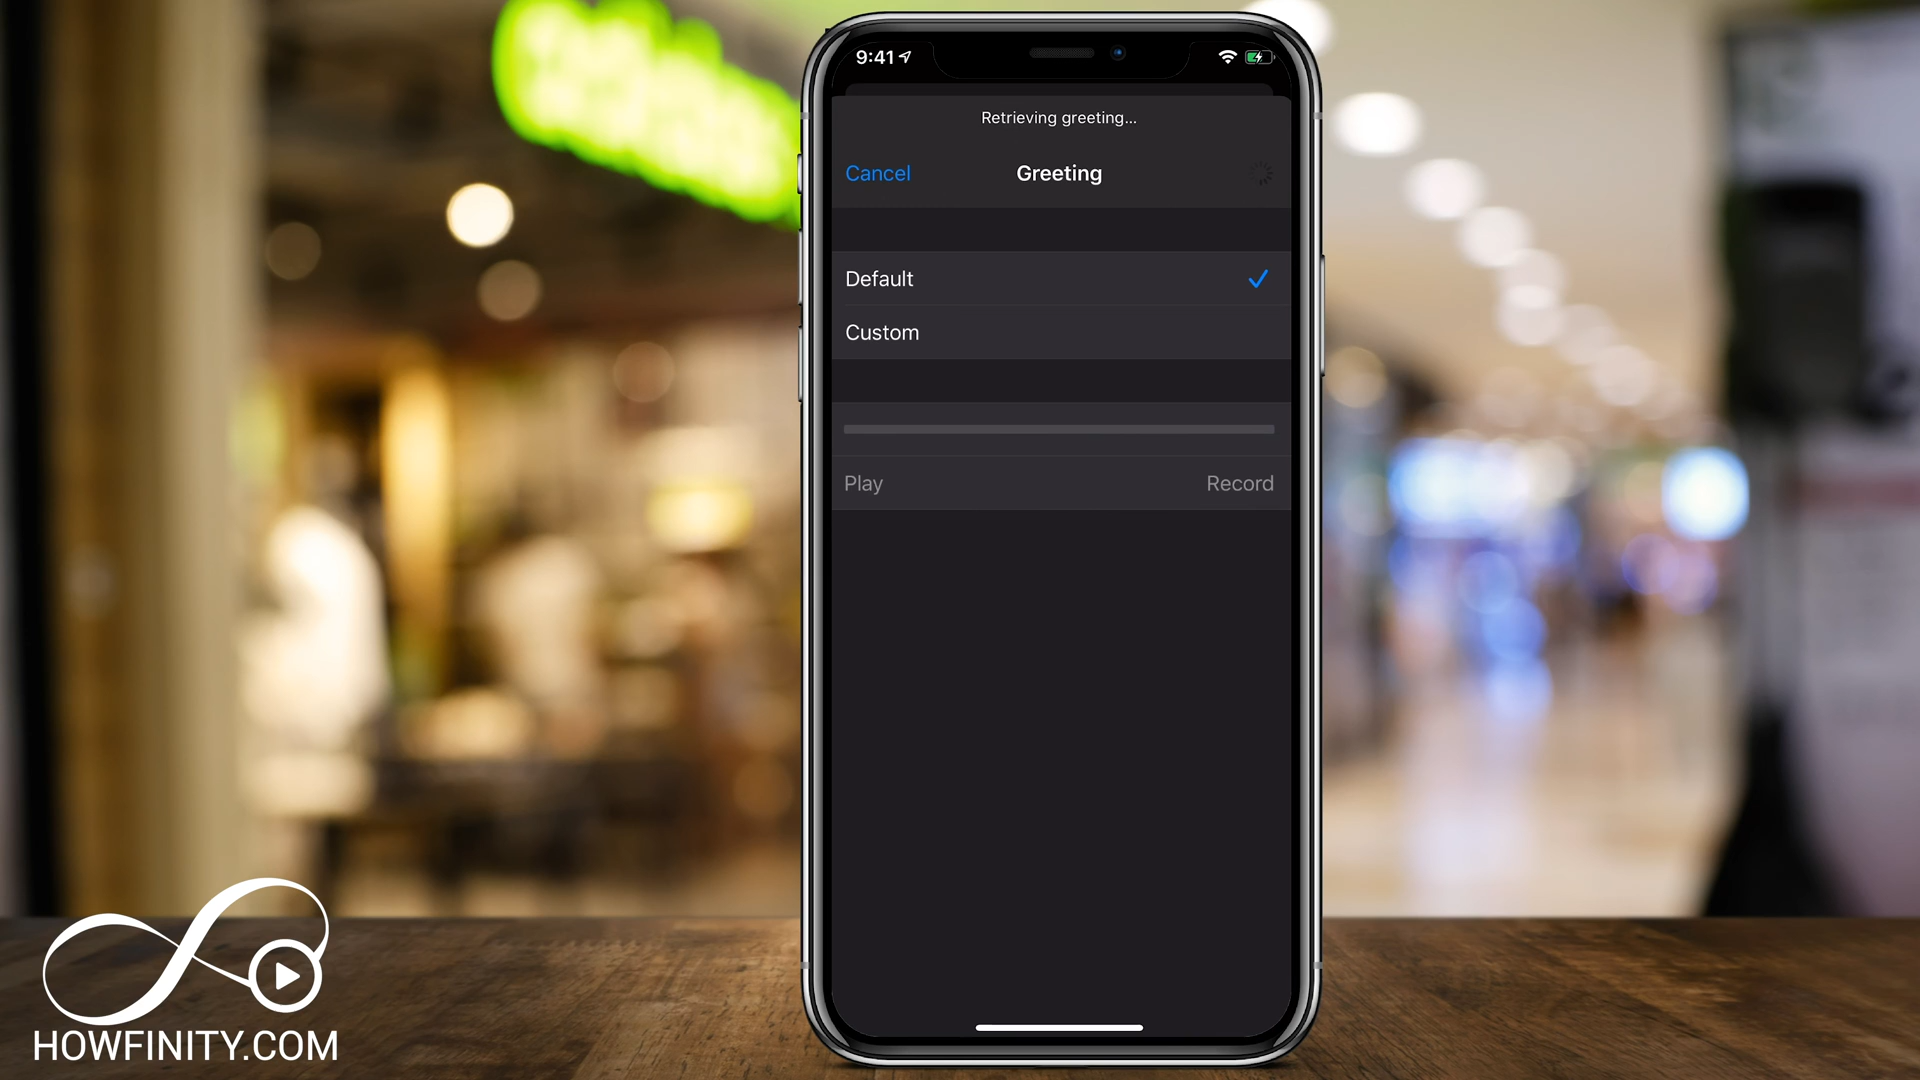 9:41
Retrieving greeting...
Cancel
Greeting
Default
Custom
Play
Record
HOWFINITY.COM